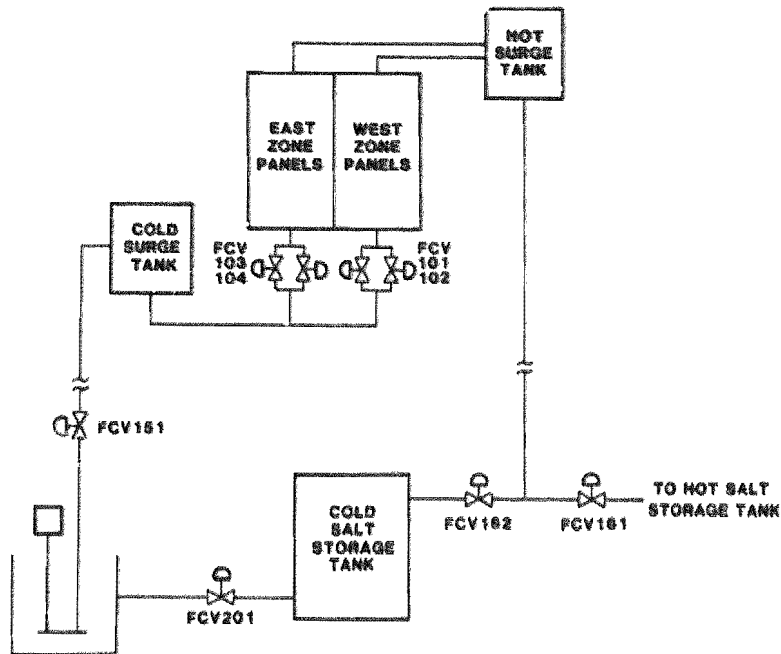 HOT
SURGE
TANK
EAST
ZONE
PANELS
WEST
ZONE
PANELS
COLD
SURGE
TANK
FCV
103
104
FCV
101
102
FCV151
COLD
SALT
STORAGE
TANK
FCV162
FCV161
TO HOT SALT
STORAGE TANK
FCV201